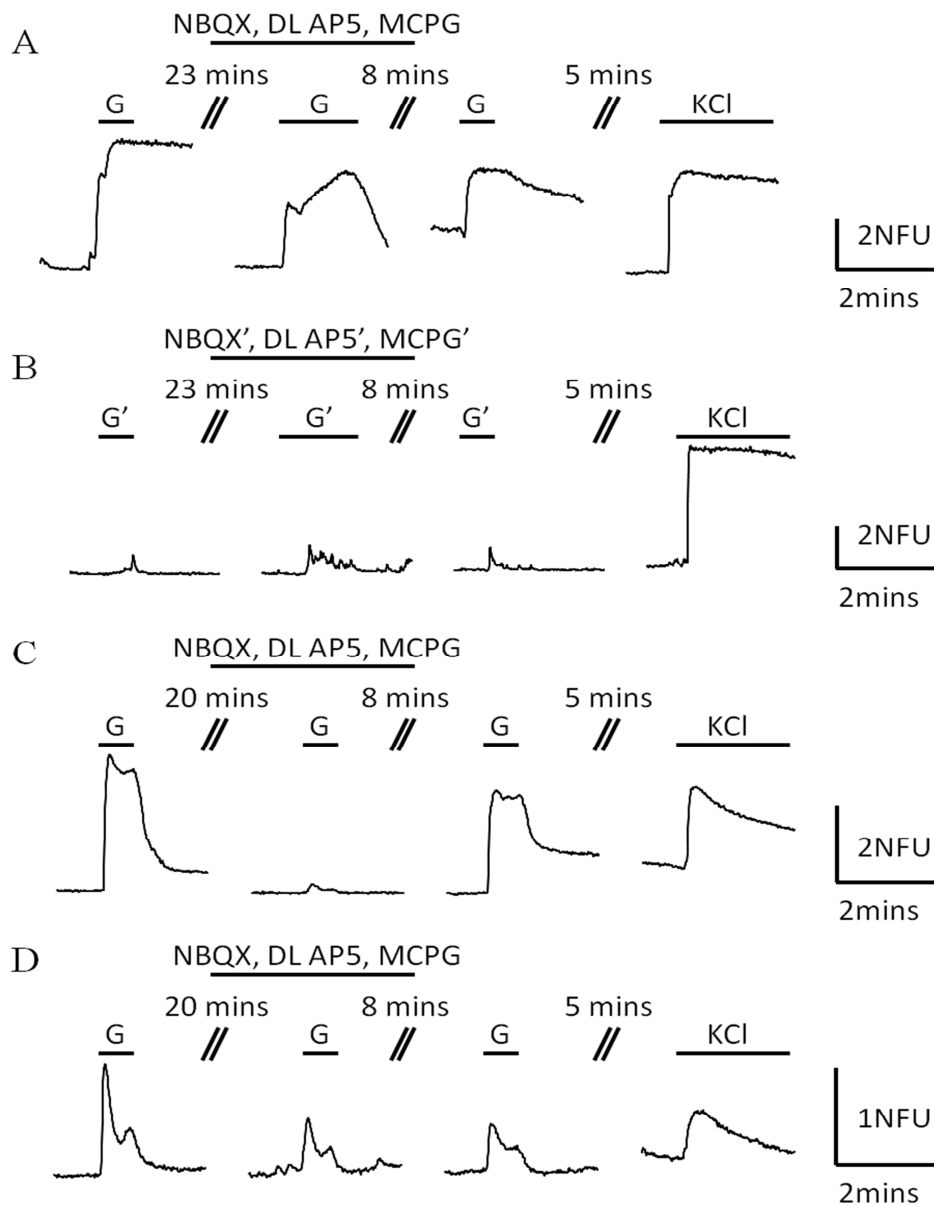 A
NBQX, DL AP5, MCPG
23 mins 8 mins 5 mins
G G G KCl
2NFU
2mins
B
NBQX’, DL AP5’, MCPG’
23 mins 8 mins 5 mins
G’ G’ G’ KCl
2NFU
2mins
C
NBQX, DL AP5, MCPG
20 mins 8 mins 5 mins
G G G KCl
2NFU
2mins
D
NBQX, DL AP5, MCPG
20 mins 8 mins 5 mins
G G G KCl
1NFU
2mins